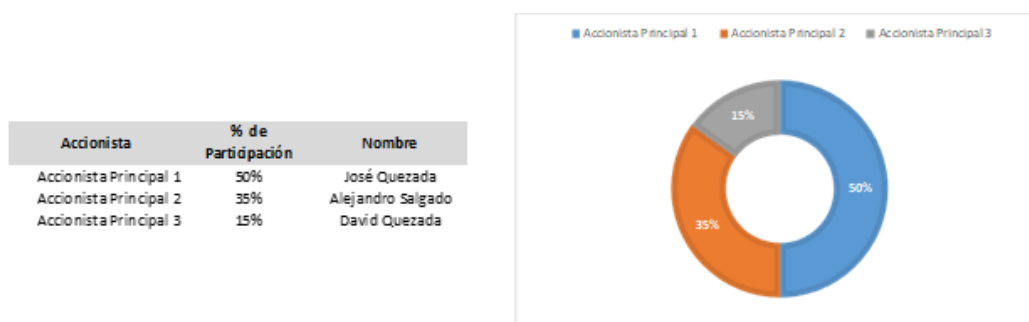 Accionista % de Participación Nombre
Accionista Principal 1 50% José Quezada
Accionista Principal 2 35% Alejandro Salgado
Accionista Principal 3 15% David Quezada
Accionista Principal 1 Accionista Principal 2 Accionista Principal 3
15%
50%
35%